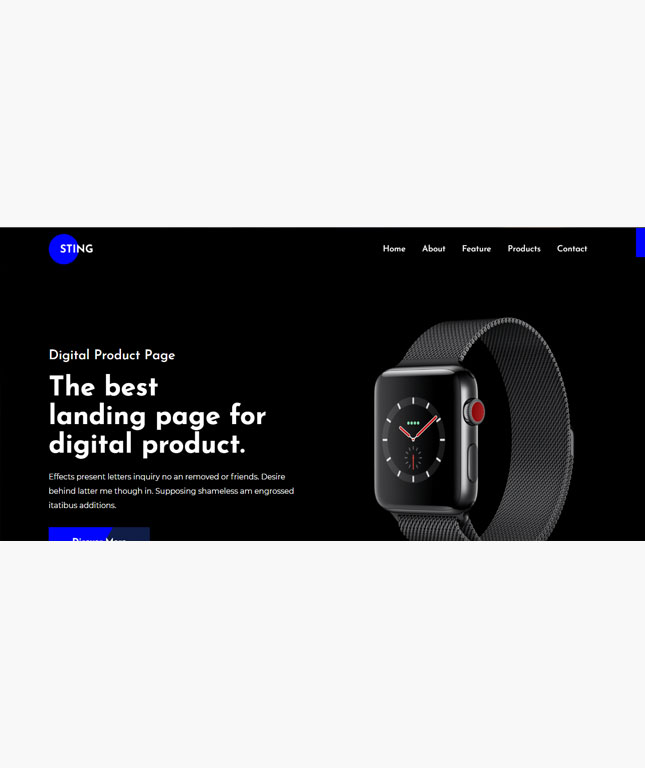 STING
Home About Feature Products Contact
Digital Product Page
The best
landing page for
digital product.
Effects present letters inquiry no an removed or friends. Desire
behind latter me though in. Supposing shameless am engrossed
itatibus additions.